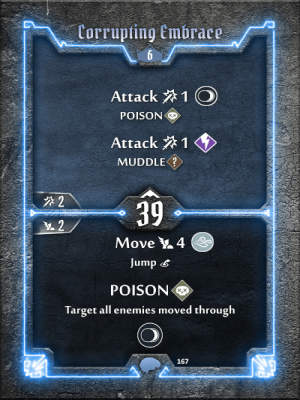 Corrupting Embrace
6
Attack 1
POISON
Attack 1
MUDDLE
2
39
2
Move 4
Jump
POISON
Target all enemies moved through
167